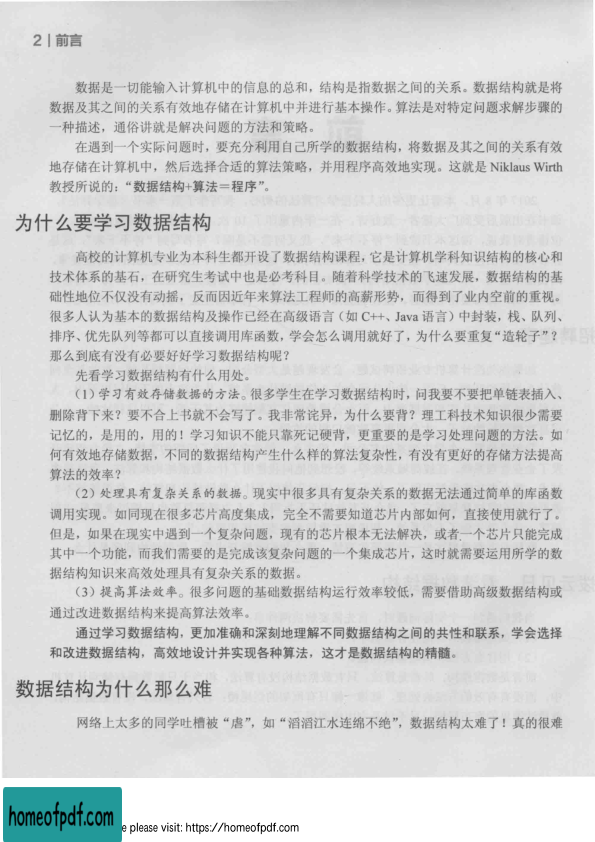 2 | 前言
数据是一切能输入计算机中的信息的总和，结构是指数据之间的关系。数据结构就是将
数据及其之间的关系有效地存储在计算机中并进行基本操作。算法是对特定问题求解步骤的
一种描述，通俗讲就是解决问题的方法和策略。
在遇到一个实际问题时，要充分利用自己所学的数据结构，将数据及其之间的关系有效
地存储在计算机中，然后选择合适的算法策略，并用程序高效地实现。这就是 Niklaus Wirth
教授所说的：“数据结构+算法＝程序”。
为什么要学习数据结构
高校的计算机专业为本科生都开设了数据结构课程，它是计算机学科知识结构的核心和
技术体系的基石，在研究生考试中也是必考科目。随着科学技术的飞速发展，数据结构的基
础性地位不仅没有动摇，反而因近年来算法工程师的高薪形势，而得到了业内空前的重视。
很多人认为基本的数据结构及操作已经在高级语言（如 C++、Java 语言）中封装，栈、队列、
排序、优先队列等都可以直接调用库函数，学会怎么调用就好了，为什么要重复“造轮子”？
那么到底有没有必要好好学习数据结构呢？
先看学习数据结构有什么用处。
（1）学习有效存储数据的方法。很多学生在学习数据结构时，问我要不要把单链表插入、
删除背下来？要不合上书就不会写了。我非常诧异，为什么要背？理工科技术知识很少需要
记忆的，是用的，用的！学习知识不能只靠死记硬背，更重要的是学习处理问题的方法。如
何有效地存储数据，不同的数据结构产生什么样的算法复杂性，有没有更好的存储方法提高
算法的效率？
（2）处理具有复杂关系的数据。现实中很多具有复杂关系的数据无法通过简单的库函数
调用实现。如同现在很多芯片高度集成，完全不需要知道芯片内部如何，直接使用就行了。
但是，如果在现实中遇到一个复杂问题，现有的芯片根本无法解决，或者一个芯片只能完成
其中一个功能，而我们需要的是完成该复杂问题的一个集成芯片，这时就需要运用所学的数
据结构知识来高效处理具有复杂关系的数据。
（3）提高算法效率。很多问题的基础数据结构运行效率较低，需要借助高级数据结构或
通过改进数据结构来提高算法效率。
通过学习数据结构，更加准确和深刻地理解不同数据结构之间的共性和联系，学会选择
和改进数据结构，高效地设计并实现各种算法，这才是数据结构的精髓。
数据结构为什么那么难
网络上太多的同学吐槽被“虐”，如“滔滔江水连绵不绝”，数据结构太难了！真的很难
homeofpdf.com
e please visit: https://homeofpdf.com